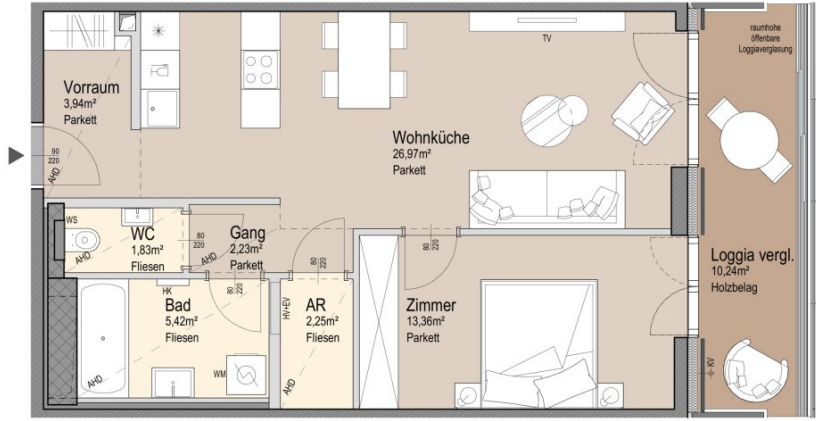 raumhohe
öffenbare
Loggiaverglasung
TV
Vorraum
3,94m²
Parkett
90
220
AHD
Wohnküche
26,97m²
Parkett
WS
WC
1,83m²
Fliesen
AHD
80
220
Gang
2,23m²
Parkett
AHD
80
220
80
220
80
220
Loggia vergl.
10,24m²
Holzbelag
HK
Bad
5,42m²
Fliesen
AHD
WM
HV+EV
AR
2,25m²
Fliesen
AHD
Zimmer
13,36m²
Parkett
KV